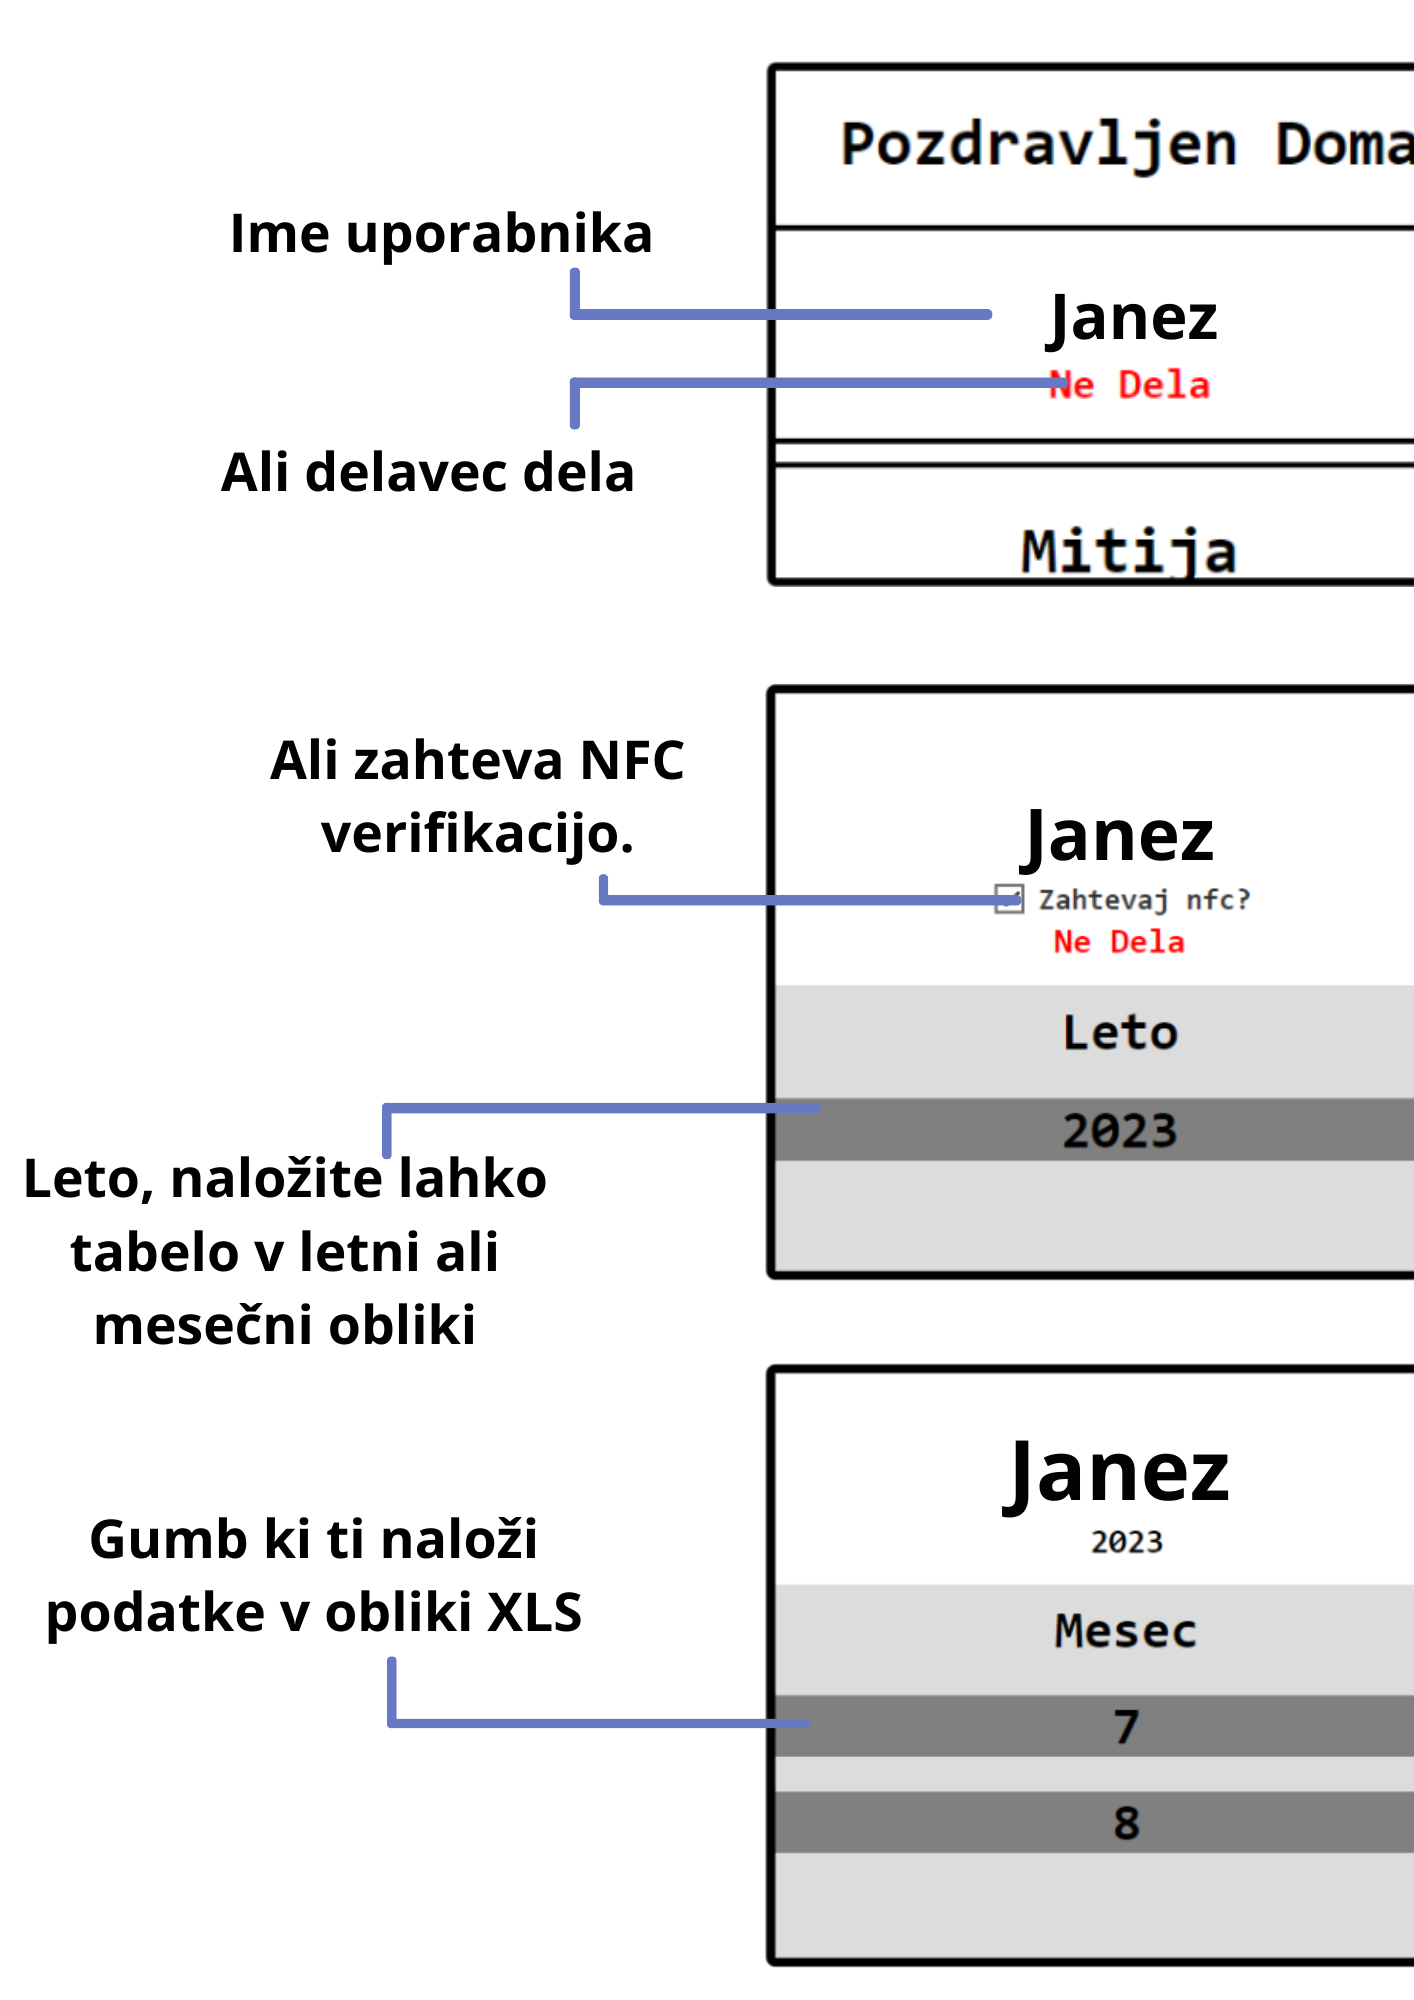 Pozdravljen Doma
Ime uporabnika
Janez
Ne Dela
Ali delavec dela
Mitija
Ali zahteva NFC
verifikacijo.
Janez
Zahtevaj nfc?
Ne Dela
Leto
2023
Leto, naložite lahko
tabelo v letni ali
mesečni obliki
Janez
2023
Gumb ki ti naloži
podatke v obliki XLS
Mesec
7
8